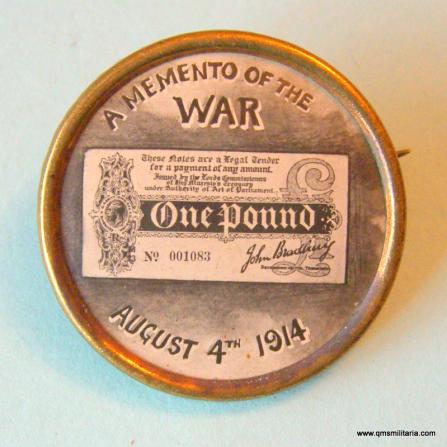 A MEMENTO OF THE
WAR
These Notes are a Legal Tender
for a payment of any amount.
Issued by the Lords Commissioners
of His Majesty's Treasury
under Authority of Act of Parliament.
One Pound
No 001083
John Bradbury
AUGUST 4TH 1914
www.qmsmilitaria.com